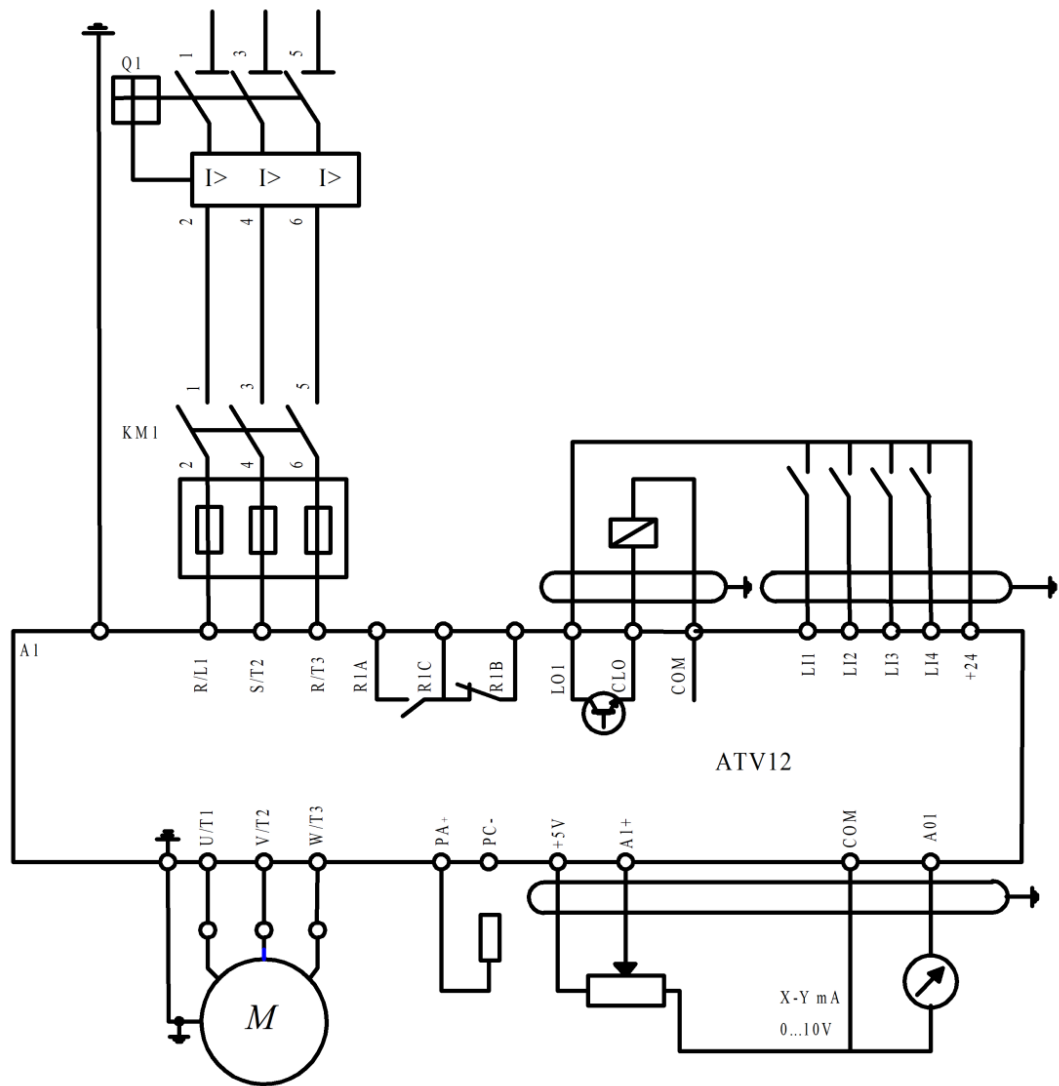 Q1
1
3
5
I>
I>
I>
2
4
6
1
3
5
KM1
2
4
6
A1
R/L1
S/T2
R/T3
R1A
R1C
R1B
LO1
CLO
COM
LI1
LI2
LI3
LI4
+24
ATV12
U/T1
V/T2
W/T3
PA+
PC-
+5V
A1+
COM
A01
M
X-Y mA
0...10V